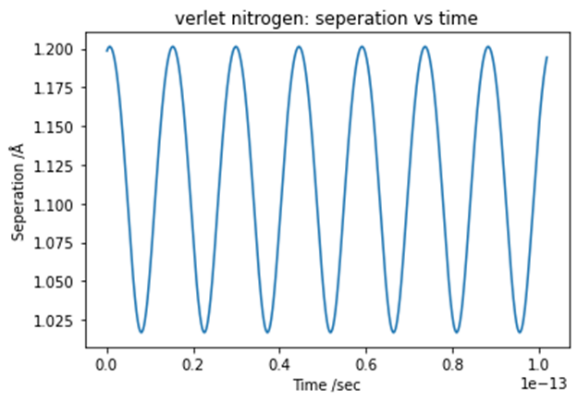 verlet nitrogen: seperation vs time
Seperation /Å
1.200
1.175
1.150
1.125
1.100
1.075
1.050
1.025
0.0 0.2 0.4 0.6 0.8 1.0
1e−13
Time /sec